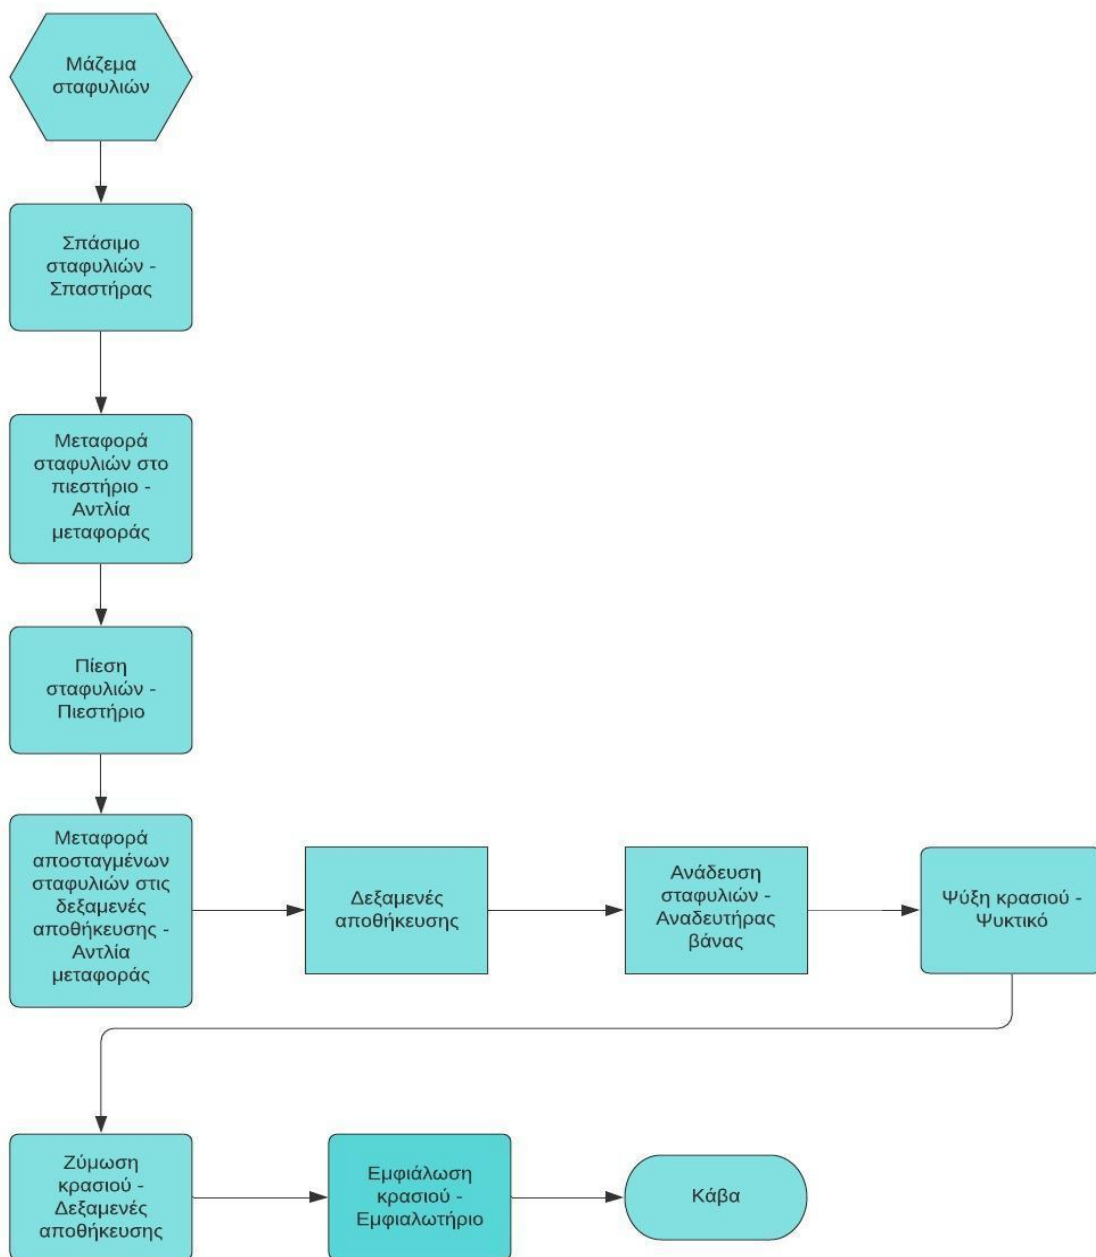 Μάζεμα
σταφυλιών
Σπάσιμο
σταφυλιών -
Σπαστήρας
Μεταφορά
σταφυλιών στο
πιεστήριο -
Αντλία
μεταφοράς
Πίεση
σταφυλιών -
Πιεστήριο
Μεταφορά
αποσταγμένων
σταφυλιών στις
δεξαμενές
αποθήκευσης -
Αντλία
μεταφοράς
Δεξαμενές
αποθήκευσης
Ανάδευση
σταφυλιών -
Αναδευτήρας
βάνας
Ψύξη κρασιού -
Ψυκτικό
Ζύμωση
κρασιού -
Δεξαμενές
αποθήκευσης
Εμφιάλωση
κρασιού -
Εμφιαλωτήριο
Κάβα